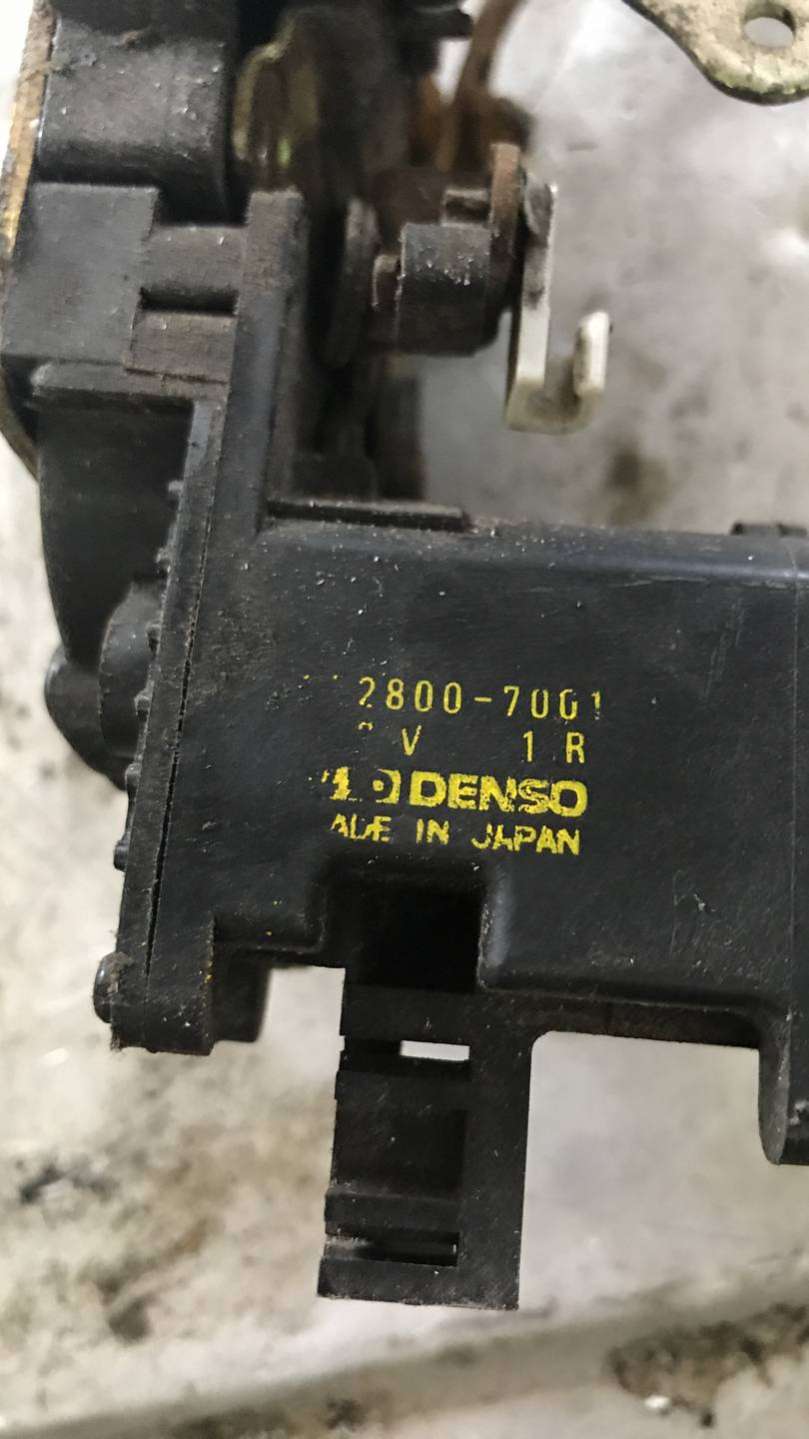 2800-7001
V 1 R
DENSO
ADE IN JAPAN